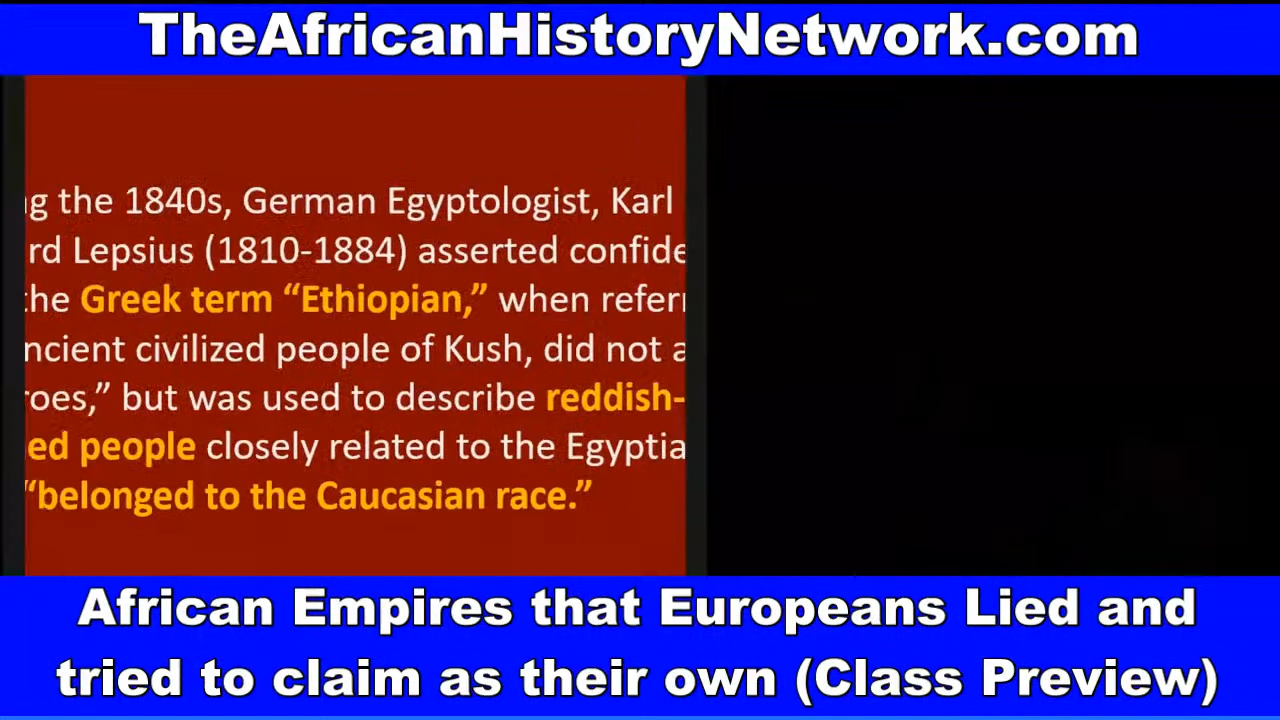 TheAfricanHistoryNetwork.com
g the 1840s, German Egyptologist, Karl
rd Lepsius (1810-1884) asserted confide
the Greek term “Ethiopian,” when refer
ncient civilized people of Kush, did not a
roes,” but was used to describe reddish-
ed people closely related to the Egyptia
“belonged to the Caucasian race.”
African Empires that Europeans Lied and
tried to claim as their own (Class Preview)